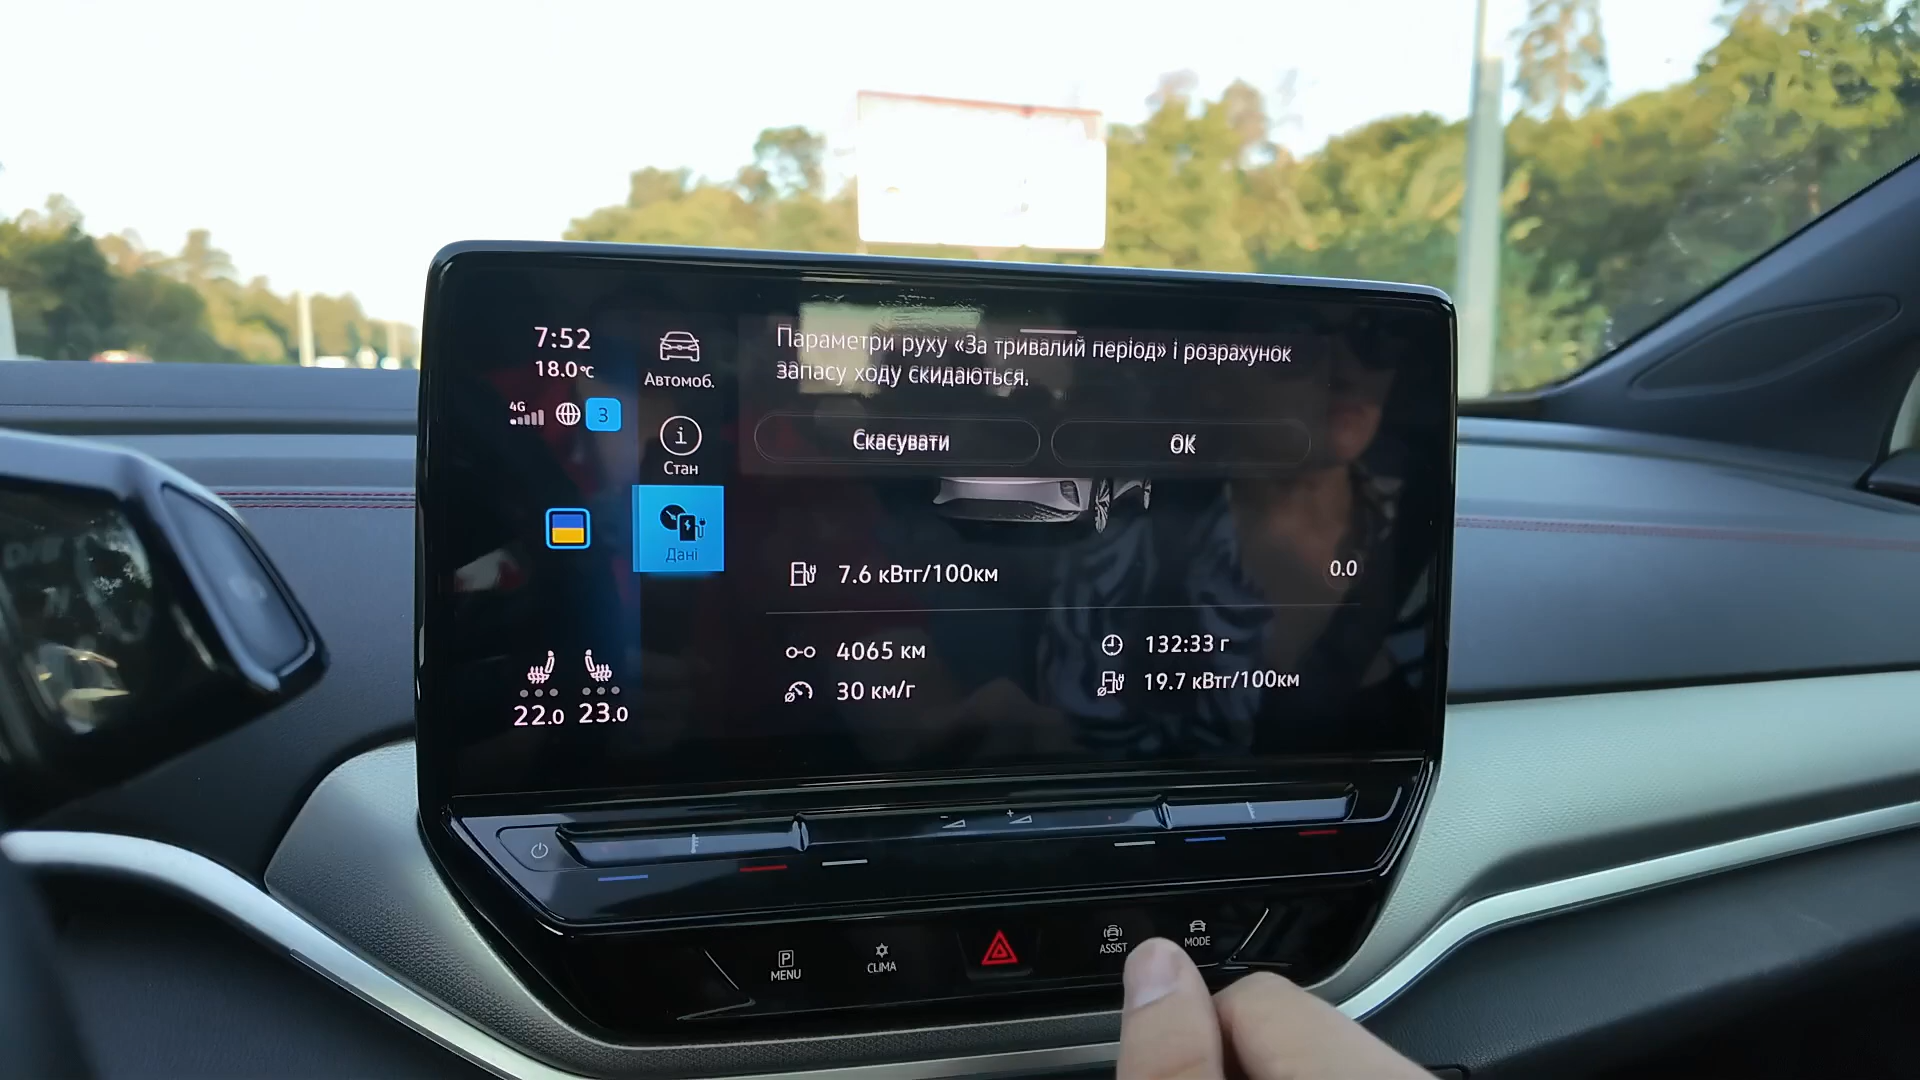 7:52
18.0°C
4G
3
Автомоб.
Стан
Дані
Параметри руху «За тривалий період» і розрахунок
запасу ходу скидаються.
Скасувати
OK
7.6 кВтг/100км
0.0
4065 км
132:33 г
30 км/г
19.7 кВтг/100км
22.0
23.0
P
MENU
CLIMA
ASSIST
MODE